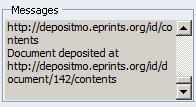 Messages
http://depositmo.eprints.org/id/co
ntents
Document deposited at
http://depositmo.eprints.org/id/d
ocument/142/contents